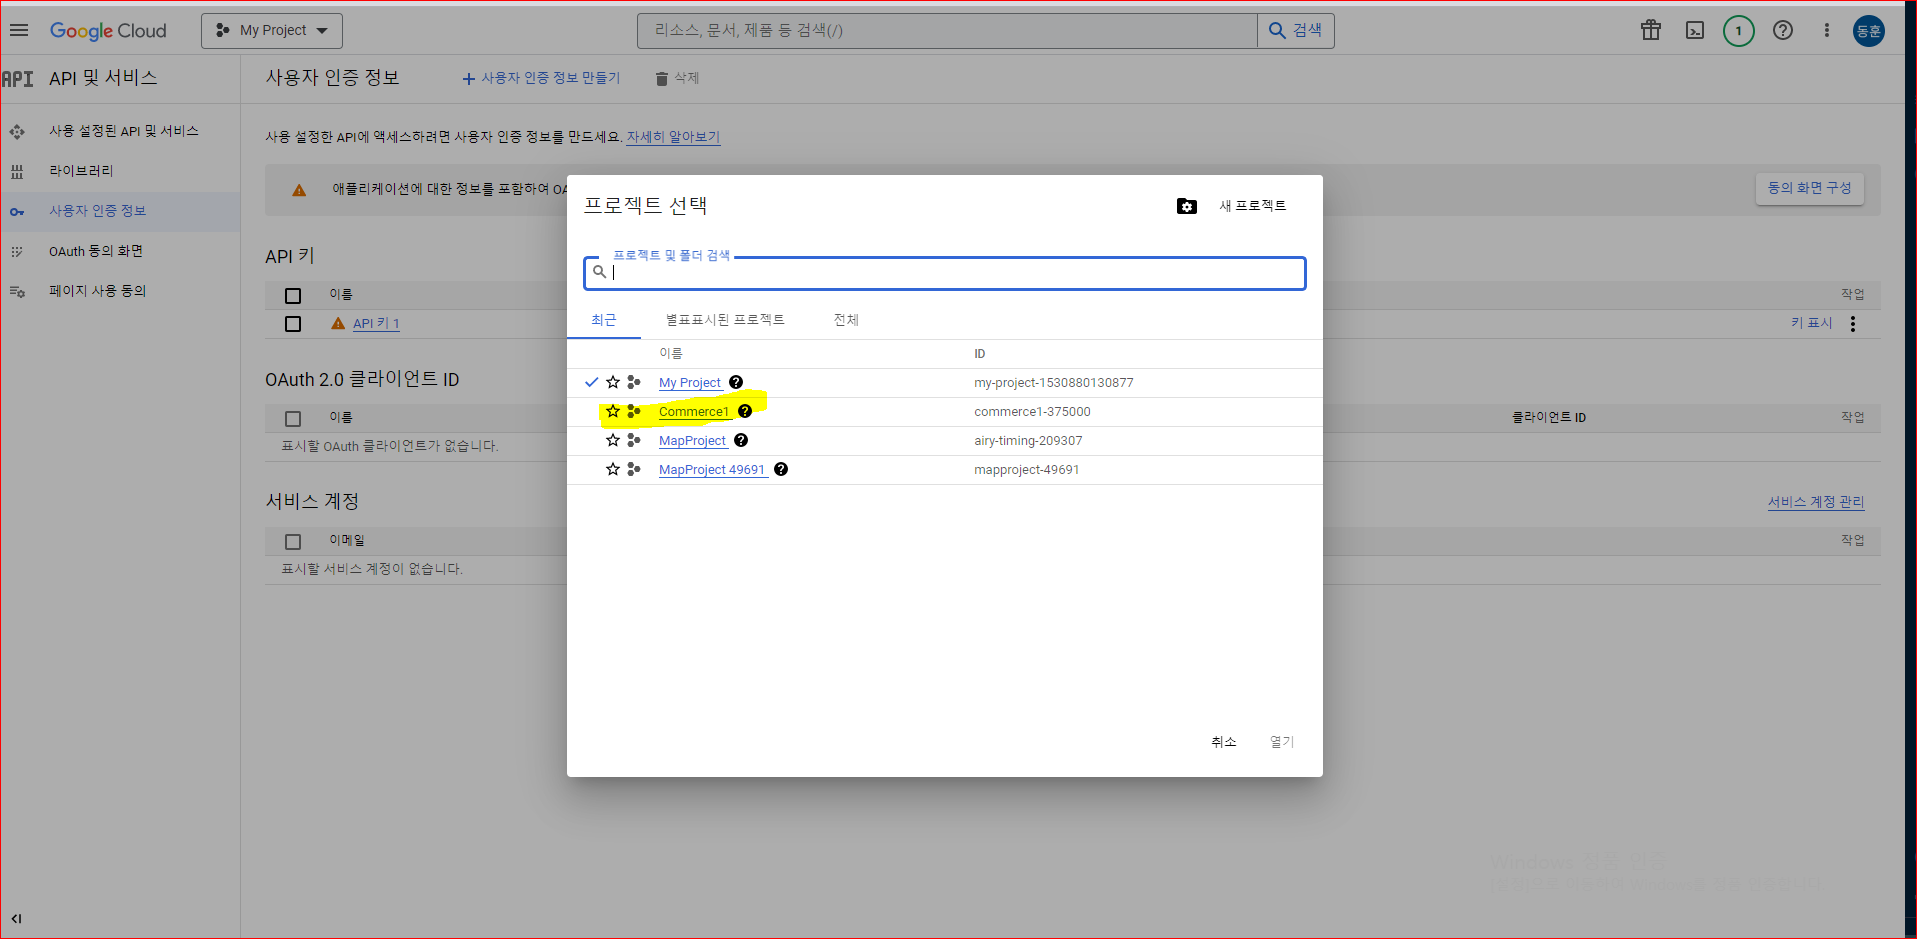 Google Cloud
My Project
리소스, 문서, 제품 등 검색(/)
검색
1
동훈
API
API 및 서비스
사용자 인증 정보
사용자 인증 정보 만들기
삭제
사용 설정된 API 및 서비스
라이브러리
사용자 인증 정보
OAuth 동의 화면
페이지 사용 동의
사용 설정한 API에 액세스하려면 사용자 인증 정보를 만드세요. 자세히 알아보기
애플리케이션에 대한 정보를 포함하여 OA
동의 화면 구성
API 키
이름
작업
API 키 1
키 표시
OAuth 2.0 클라이언트 ID
이름
클라이언트 ID
작업
표시할 OAuth 클라이언트가 없습니다.
서비스 계정
서비스 계정 관리
이메일
작업
표시할 서비스 계정이 없습니다.
프로젝트 선택
새 프로젝트
프로젝트 및 폴더 검색
최근
별표표시된 프로젝트
전체
이름 ID
My Project my-project-1530880130877
Commerce1 commerce1-375000
MapProject airy-timing-209307
MapProject 49691 mapproject-49691
취소
열기
Windows 정품 인증